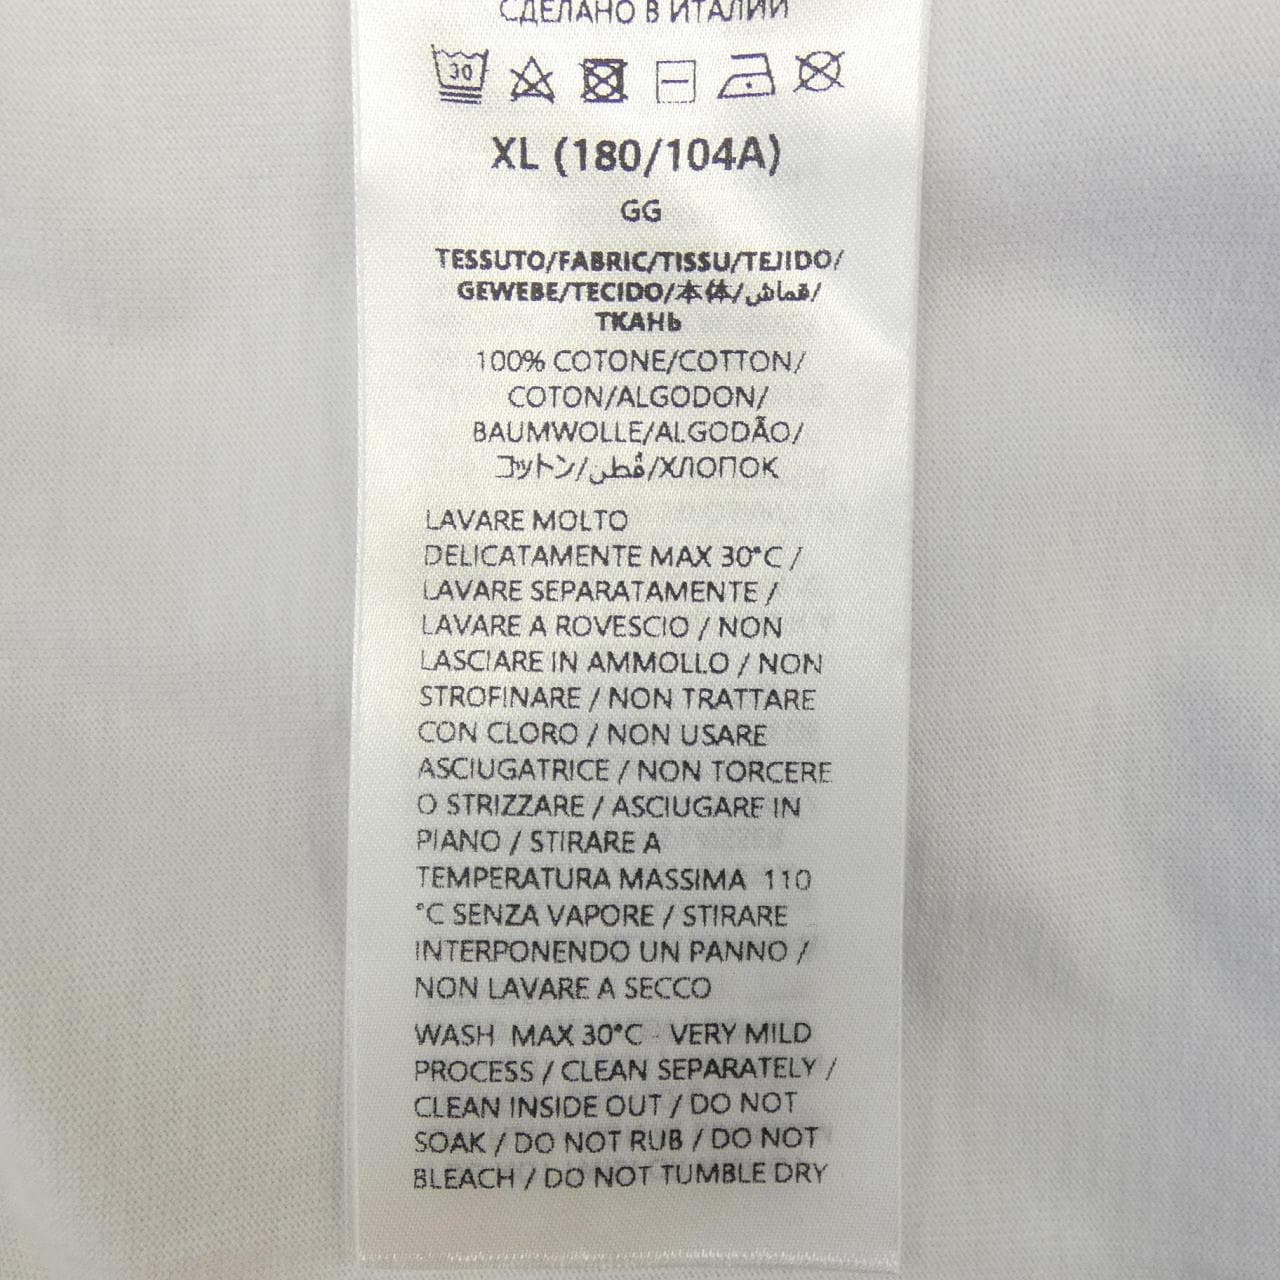 СДЕЛАНО В ИТАЛИИ
30
XL (180/104A)
GG
TESSUTO/FABRIC/TISSU/TEJIDO/
GEWEBE/TECIDO/本体/قماش/
ТКАНЬ
100% COTONE/COTTON/
COTON/ALGODON/
BAUMWOLLE/ALGODÃO/
コットン/قُطن/ХЛОПОК
LAVARE MOLTO
DELICATAMENTE MAX 30°C /
LAVARE SEPARATAMENTE /
LAVARE A ROVESCIO / NON
LASCIARE IN AMMOLLO / NON
STROFINARE / NON TRATTARE
CON CLORO / NON USARE
ASCIUGATRICE / NON TORCERE
O STRIZZARE / ASCIUGARE IN
PIANO / STIRARE A
TEMPERATURA MASSIMA 110
°C SENZA VAPORE / STIRARE
INTERPONENDO UN PANNO /
NON LAVARE A SECCO
WASH MAX 30°C - VERY MILD
PROCESS / CLEAN SEPARATELY /
CLEAN INSIDE OUT / DO NOT
SOAK / DO NOT RUB / DO NOT
BLEACH / DO NOT TUMBLE DRY